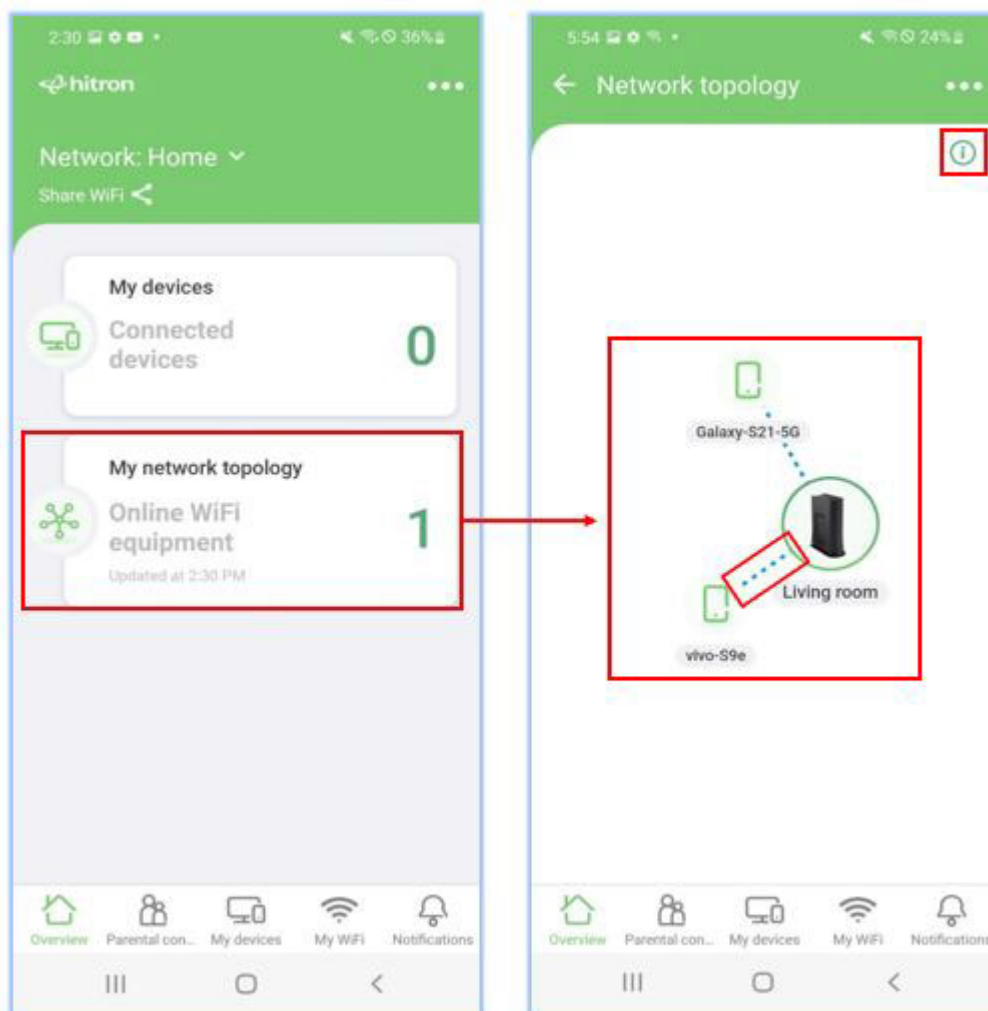 2:30
36%
hitron
Network: Home
Share WiFi
My devices
Connected
devices
0
My network topology
Online WiFi
equipment
1
Updated at 2:30 PM
Overview
Parental con...
My devices
My WiFi
Notifications
5:54
24%
Network topology
Galaxy-S21-5G
Living room
vivo-S9e
Overview
Parental con...
My devices
My WiFi
Notifications